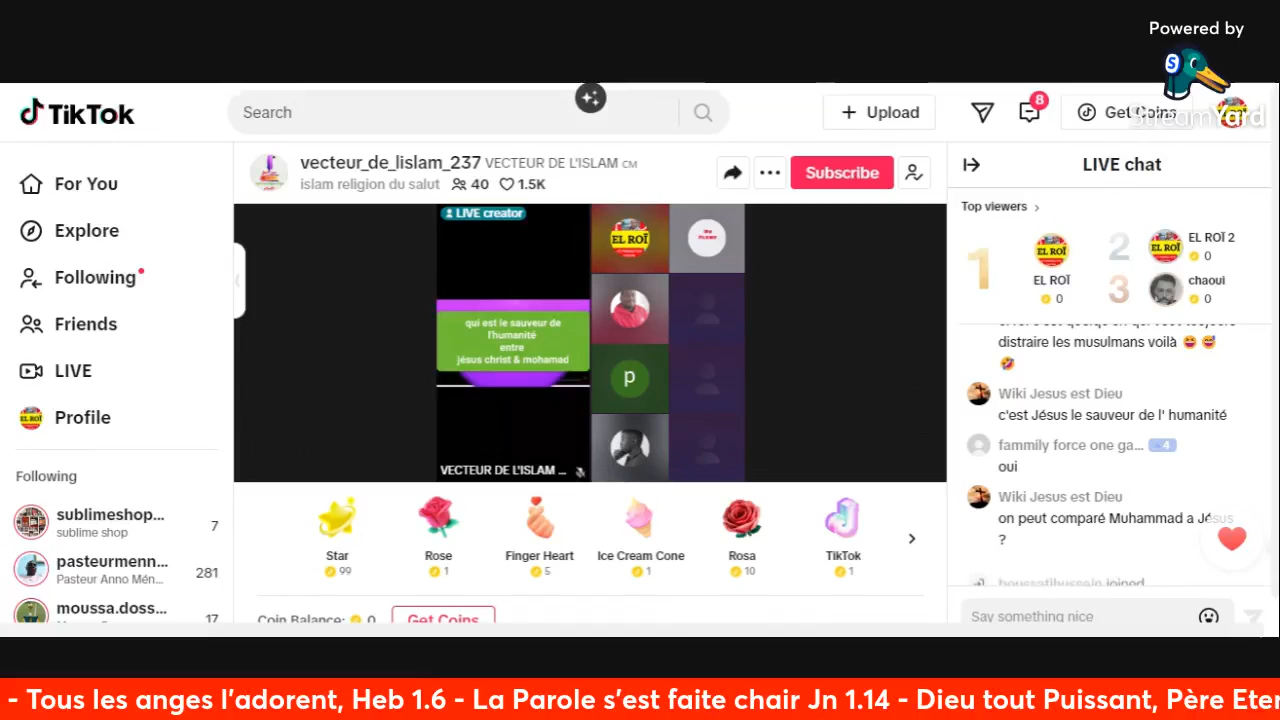 Powered by
StreamYard
TikTok
Search
Upload
8
Get Coins
For You
Explore
Following
Friends
LIVE
Profile
Following
sublimeshop...
sublime shop
7
pasteurmenn...
Pasteur Anno Mén...
281
moussa.doss...
17
vecteur_de_lislam_237 VECTEUR DE L'ISLAM CM
islam religion du salut 40 1.5K
Subscribe
LIVE creator
qui est le sauveur de
l'humanité
entre
jésus christ & mohamad
VECTEUR DE L'ISLAM ...
EL ROÏ
p
Star
99
Rose
1
Finger Heart
5
Ice Cream Cone
1
Rosa
10
TikTok
1
Coin Balance: 0
Get Coins
LIVE chat
Top viewers
1
EL ROÏ
EL ROÏ
0
2
EL ROÏ
EL ROÏ 2
0
3
chaoui
0
distraire les musulmans voilà
Wiki Jesus est Dieu
c'est Jésus le sauveur de l' humanité
fammily force one ga... 4
oui
Wiki Jesus est Dieu
on peut comparé Muhammad a Jésus
?
joined
Say something nice
- Tous les anges l'adorent, Heb 1.6 - La Parole s'est faite chair Jn 1.14 - Dieu tout Puissant, Père Eter